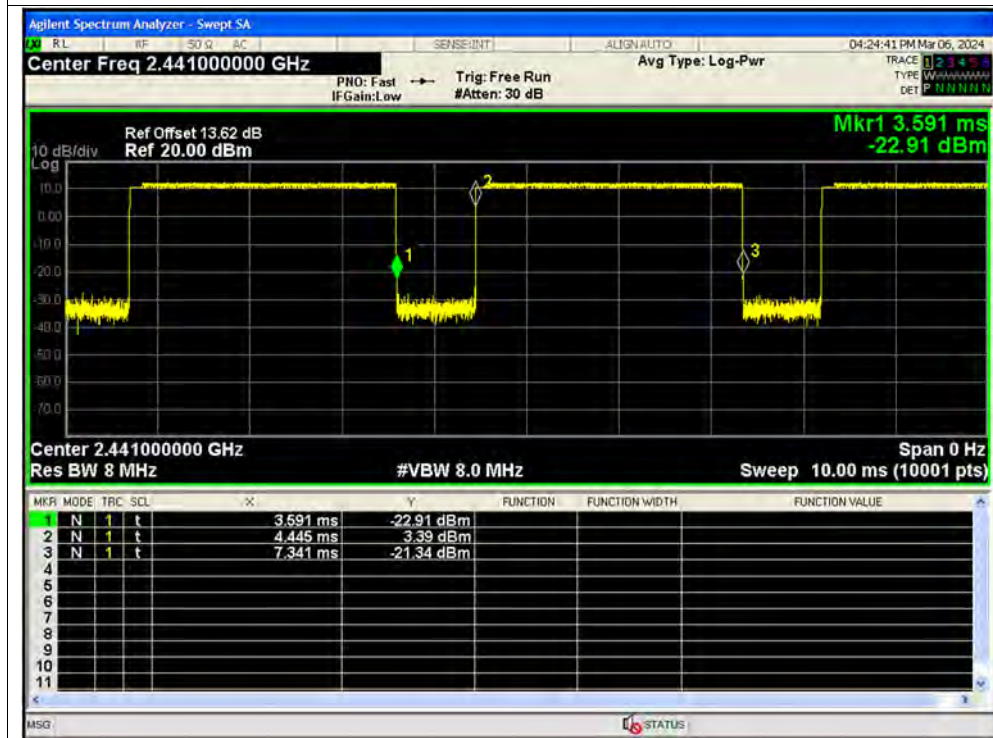 Agilent Spectrum Analyzer - Swept SA
LXI RL RF 50 Ω AC SENSE:INT ALIGN AUTO 04:24:41 PM Mar 06, 2024
Center Freq 2.441000000 GHz Avg Type: Log-Pwr TRACE 1 2 3 4 5 6
PNO: Fast Trig: Free Run TYPE W
IFGain:Low #Atten: 30 dB DET P N N N N N
Mkr1 3.591 ms
-22.91 dBm
Ref Offset 13.62 dB
10 dB/div Ref 20.00 dBm
Log
10.0
0.00
-10.0
-20.0
-30.0
-40.0
-50.0
-60.0
-70.0
1
2
3
Center 2.441000000 GHz Span 0 Hz
Res BW 8 MHz #VBW 8.0 MHz Sweep 10.00 ms (10001 pts)
MKR MODE TRC SCL X Y FUNCTION FUNCTION WIDTH FUNCTION VALUE
1 N 1 t 3.591 ms -22.91 dBm
2 N 1 t 4.445 ms 3.39 dBm
3 N 1 t 7.341 ms -21.34 dBm
4
5
6
7
8
9
10
11
MSG STATUS